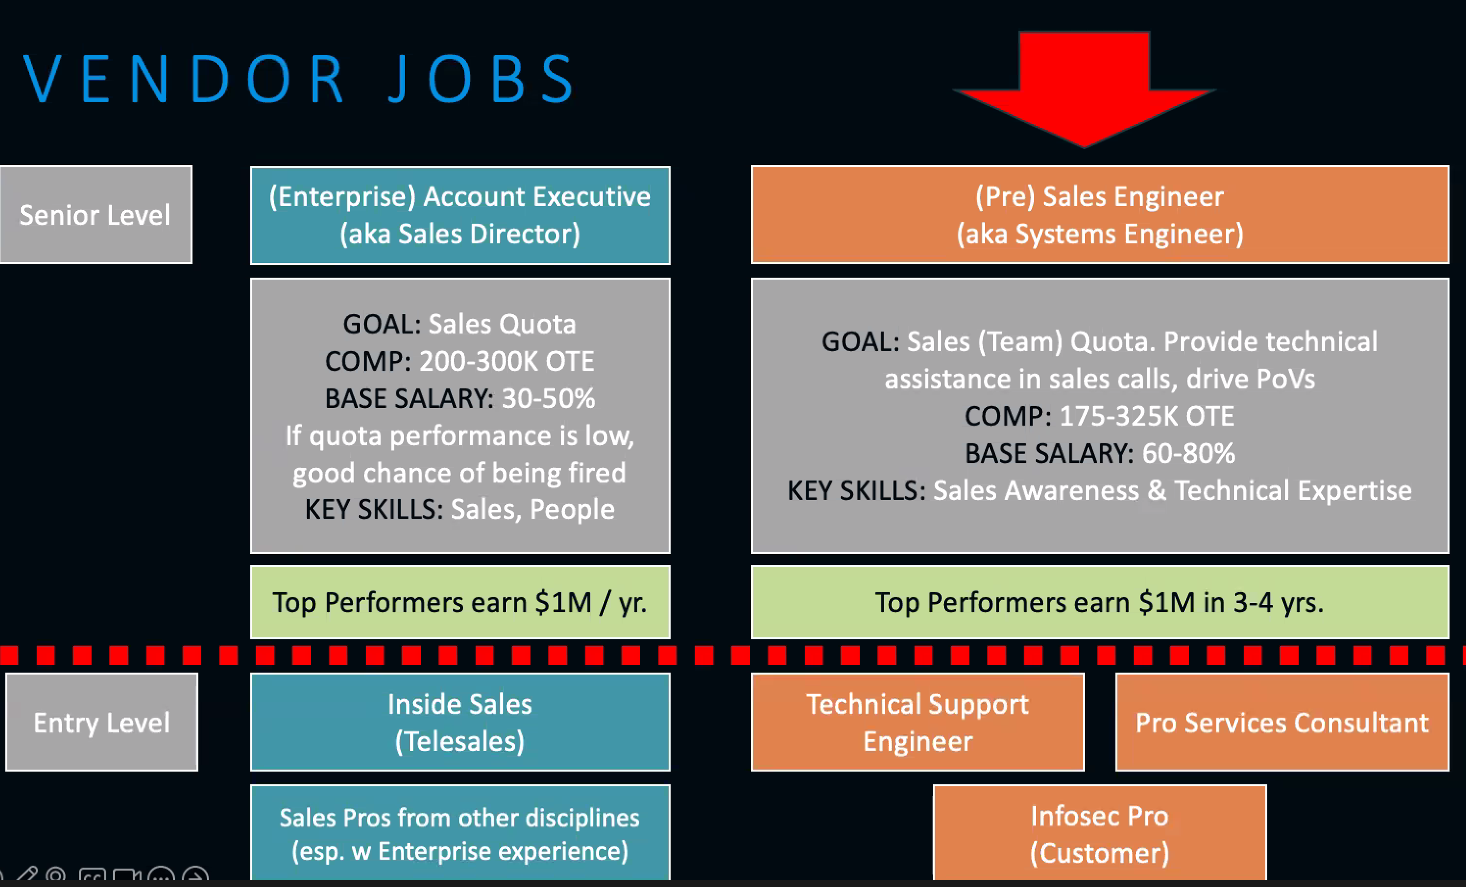 VENDOR JOBS
Senior Level
(Enterprise) Account Executive
(aka Sales Director)
GOAL: Sales Quota
COMP: 200-300K OTE
BASE SALARY: 30-50%
If quota performance is low,
good chance of being fired
KEY SKILLS: Sales, People
Top Performers earn $1M / yr.
(Pre) Sales Engineer
(aka Systems Engineer)
GOAL: Sales (Team) Quota. Provide technical
assistance in sales calls, drive PoVs
COMP: 175-325K OTE
BASE SALARY: 60-80%
KEY SKILLS: Sales Awareness & Technical Expertise
Top Performers earn $1M in 3-4 yrs.
Entry Level
Inside Sales
(Telesales)
Sales Pros from other disciplines
(esp. w Enterprise experience)
Technical Support
Engineer
Pro Services Consultant
Infosec Pro
(Customer)
CC